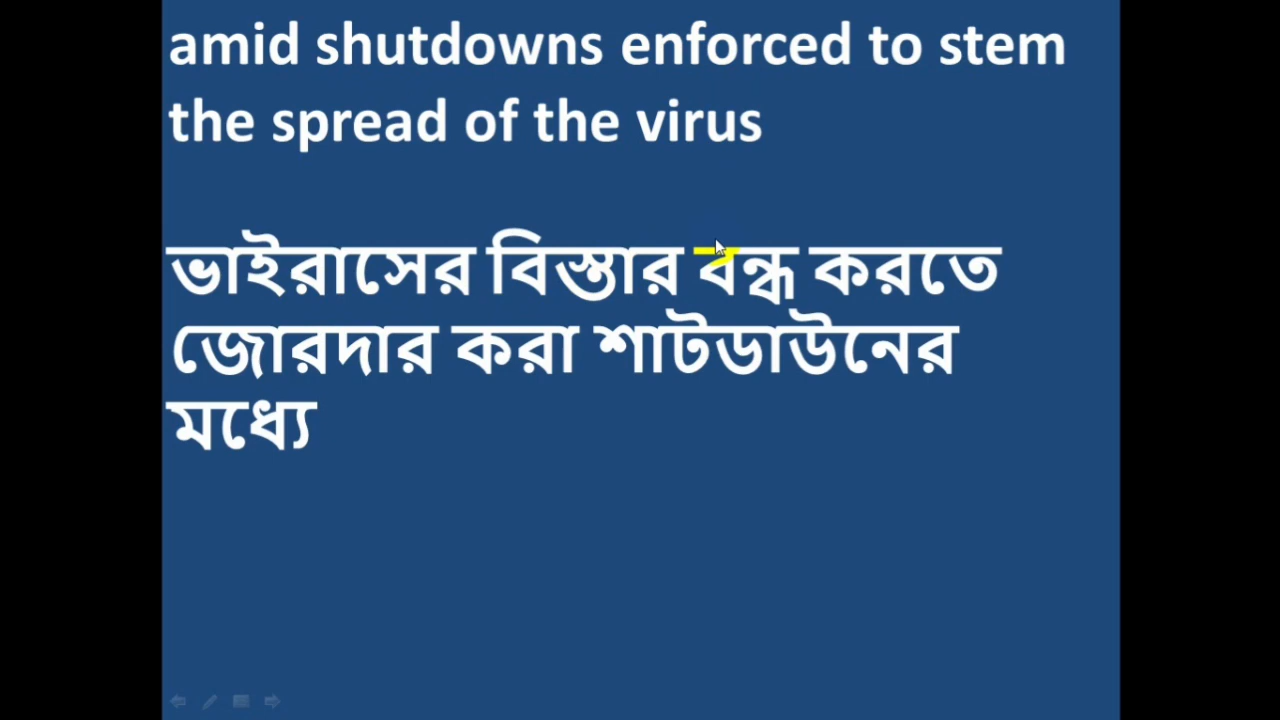 amid shutdowns enforced to stem
the spread of the virus
ভাইরাসের বিস্তার বন্ধ করতে
জোরদার করা শাটডাউনের
মধ্যে